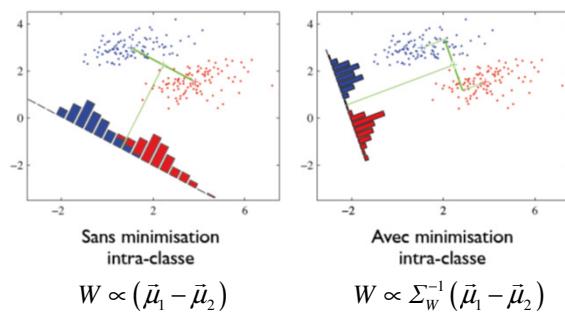 4
2
0
−2
−2
2
6
4
2
0
−2
−2
2
6
Sans minimisation
intra-classe
Avec minimisation
intra-classe
W ∝ (μ⃗₁ − μ⃗₂)
W ∝ Σ_W⁻¹ (μ⃗₁ − μ⃗₂)